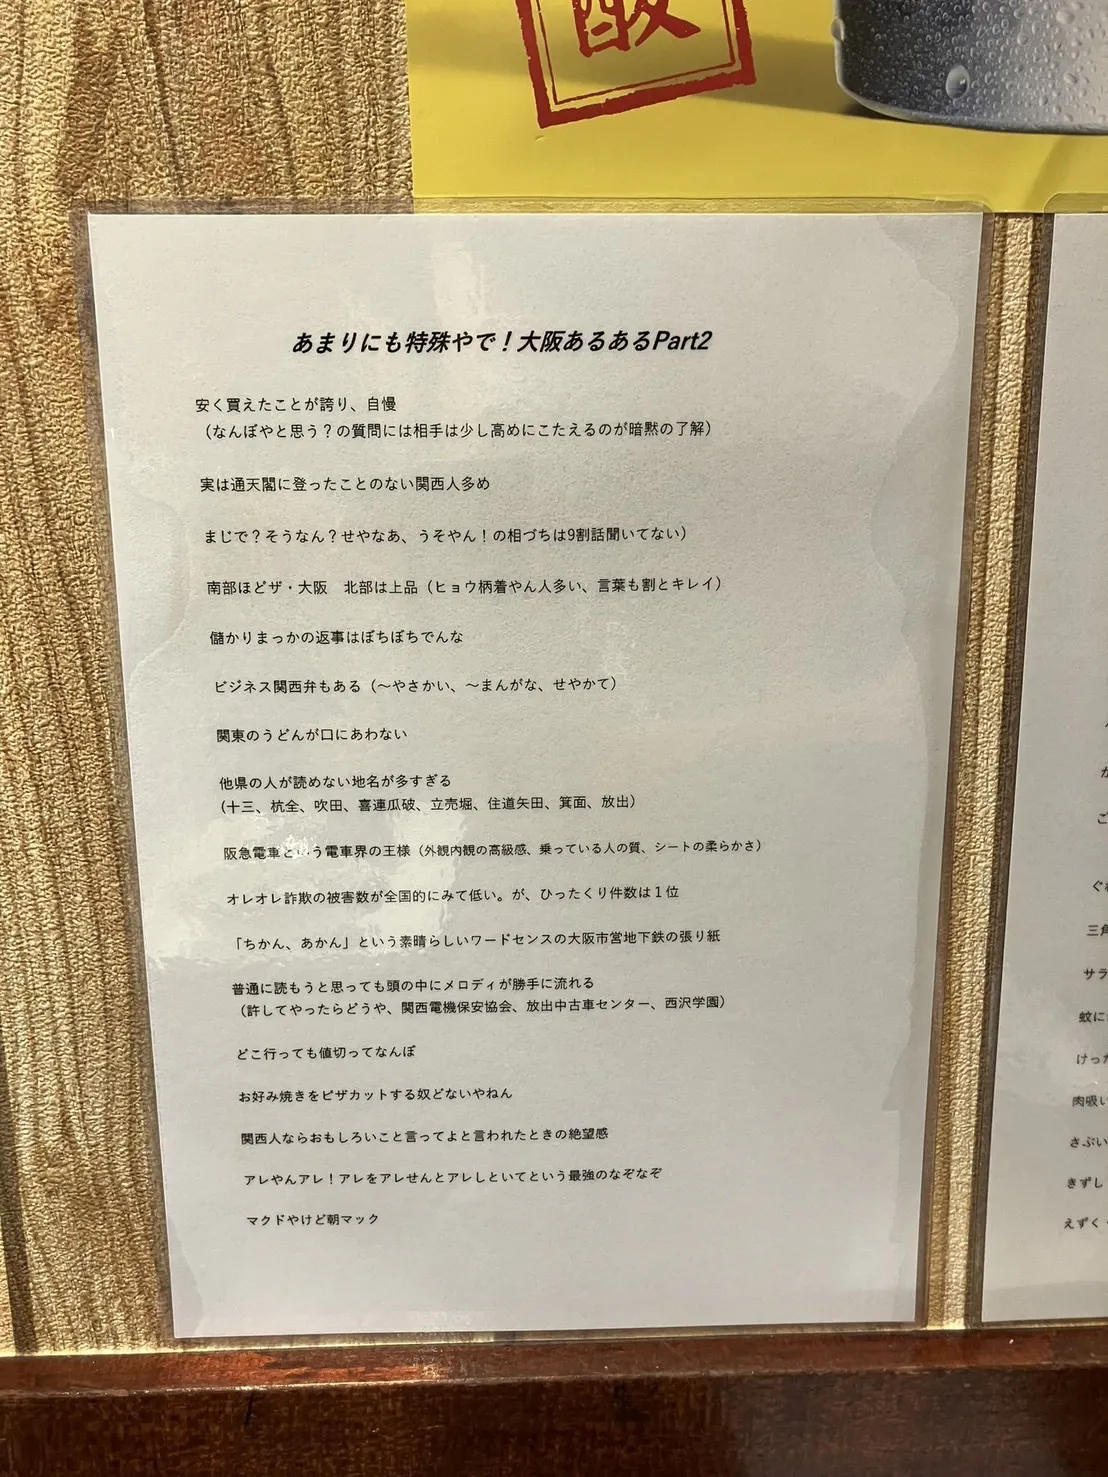 酸
あまりにも特殊やで！大阪あるあるPart2
安く買えたことが誇り、自慢
（なんぼやと思う？の質問には相手は少し高めにこたえるのが暗黙の了解）
実は通天閣に登ったことのない関西人多め
まじで？そうなん？せやなあ、うそやん！の相づちは9割話聞いてない）
南部ほどザ・大阪　北部は上品（ヒョウ柄着やん人多い、言葉も割とキレイ）
儲かりまっかの返事はぼちぼちでんな
ビジネス関西弁もある（～やさかい、～まんがな、せやかて）
関東のうどんが口にあわない
他県の人が読めない地名が多すぎる
（十三、杭全、吹田、喜連瓜破、立売堀、住道矢田、箕面、放出）
阪急電車という電車界の王様（外観内観の高級感、乗っている人の質、シートの柔らかさ）
オレオレ詐欺の被害数が全国的にみて低い。が、ひったくり件数は１位
「ちかん、あかん」という素晴らしいワードセンスの大阪市営地下鉄の張り紙
普通に読もうと思っても頭の中にメロディが勝手に流れる
（許してやったらどうや、関西電機保安協会、放出中古車センター、西沢学園）
どこ行っても値切ってなんぼ
お好み焼きをピザカットする奴どないやねん
関西人ならおもしろいこと言ってよと言われたときの絶望感
アレやんアレ！アレをアレせんとアレしといてという最強のなぞなぞ
マクドやけど朝マック
か
ご
ぐ
三角
サラ
蚊に
けった
肉吸い
さぶい
きずし
えずく